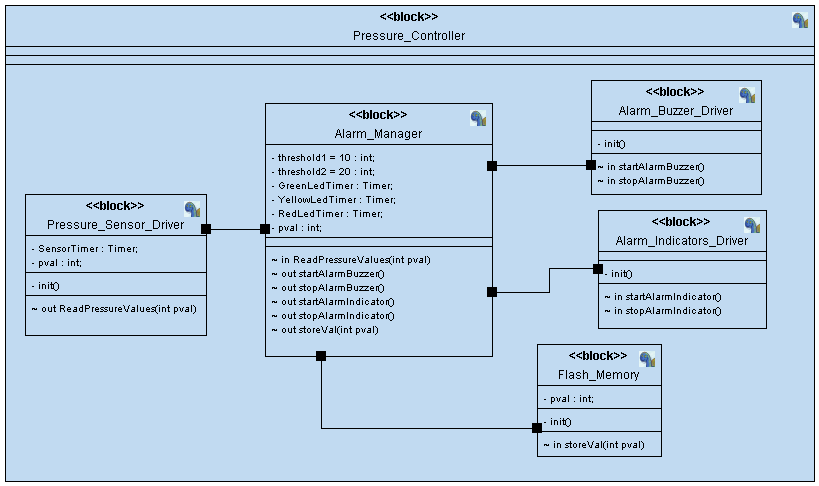 <<block>>
Pressure_Controller
<<block>>
Pressure_Sensor_Driver
- SensorTimer : Timer;
- pval : int;
- init()
~ out ReadPressureValues(int pval)
<<block>>
Alarm_Manager
- threshold1 = 10 : int;
- threshold2 = 20 : int;
- GreenLedTimer : Timer;
- YellowLedTimer : Timer;
- RedLedTimer : Timer;
- pval : int;
~ in ReadPressureValues(int pval)
~ out startAlarmBuzzer()
~ out stopAlarmBuzzer()
~ out startAlarmIndicator()
~ out stopAlarmIndicator()
~ out storeVal(int pval)
<<block>>
Alarm_Buzzer_Driver
- init()
~ in startAlarmBuzzer()
~ in stopAlarmBuzzer()
<<block>>
Alarm_Indicators_Driver
- init()
~ in startAlarmIndicator()
~ in stopAlarmIndicator()
<<block>>
Flash_Memory
- pval : int;
- init()
~ in storeVal(int pval)